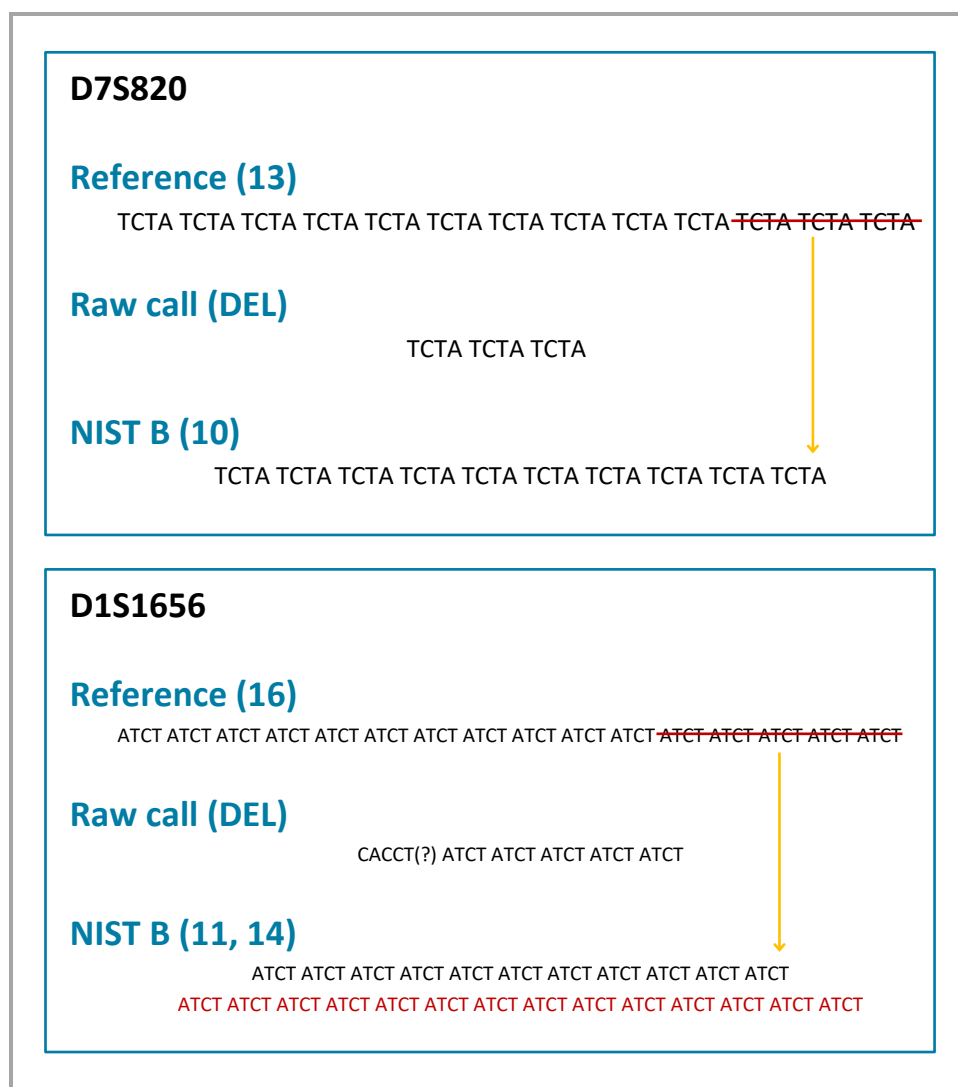 D7S820
Reference (13)
TCTA TCTA TCTA TCTA TCTA TCTA TCTA TCTA TCTA TCTA TCTA TCTA TCTA
Raw call (DEL)
TCTA TCTA TCTA
NIST B (10)
TCTA TCTA TCTA TCTA TCTA TCTA TCTA TCTA TCTA TCTA
D1S1656
Reference (16)
ATCT ATCT ATCT ATCT ATCT ATCT ATCT ATCT ATCT ATCT ATCT ATCT ATCT ATCT ATCT ATCT
Raw call (DEL)
CACCT(?) ATCT ATCT ATCT ATCT ATCT
NIST B (11, 14)
ATCT ATCT ATCT ATCT ATCT ATCT ATCT ATCT ATCT ATCT ATCT
ATCT ATCT ATCT ATCT ATCT ATCT ATCT ATCT ATCT ATCT ATCT ATCT ATCT ATCT